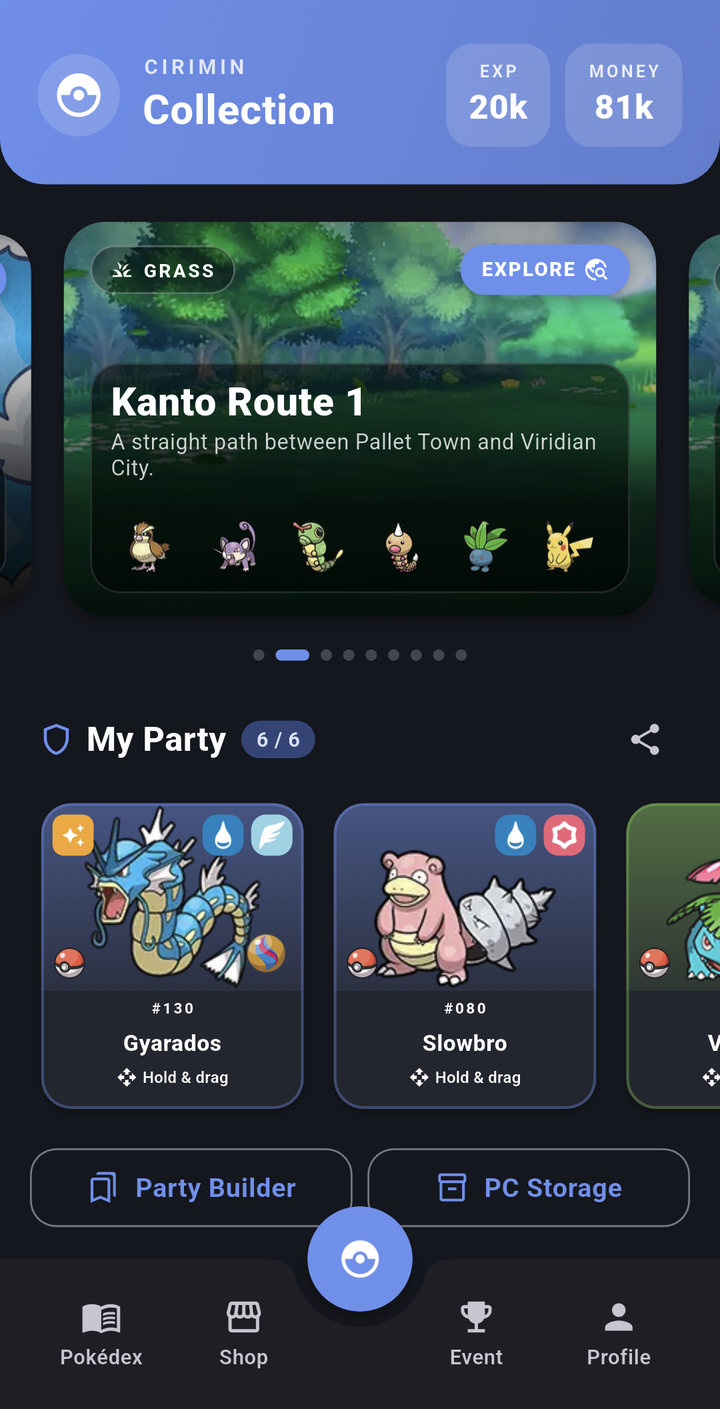 CIRIMIN
Collection
EXP
20k
MONEY
81k
GRASS
EXPLORE
Kanto Route 1
A straight path between Pallet Town and Viridian
City.
My Party
6 / 6
#130
Gyarados
Hold & drag
#080
Slowbro
Hold & drag
V
Party Builder
PC Storage
Pokédex
Shop
Event
Profile